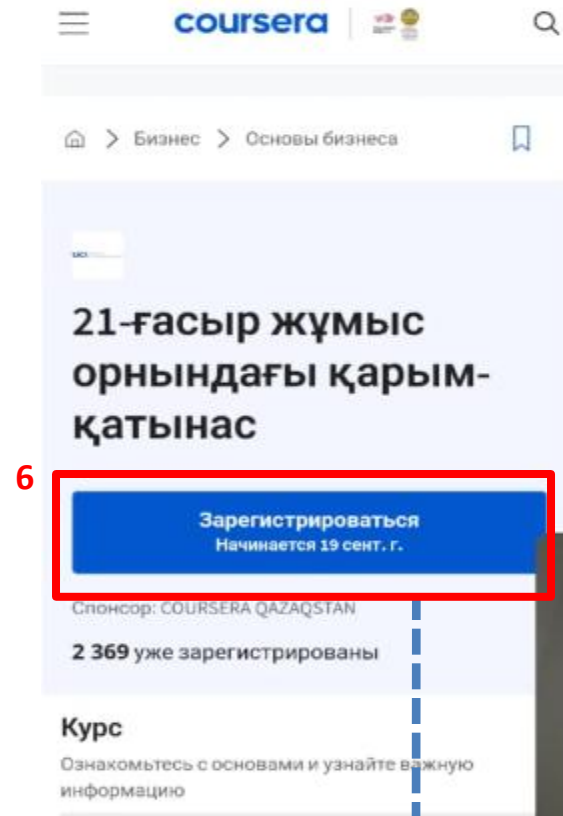 coursera
Бизнес > Основы бизнеса
21-ғасыр жұмыс
орнындағы қарым-
қатынас
6
Зарегистрироваться
Начинается 19 сент. г.
Спонсор: COURSERA QAZAQSTAN
2 369 уже зарегистрированы
Курс
Ознакомьтесь с основами и узнайте важную
информацию